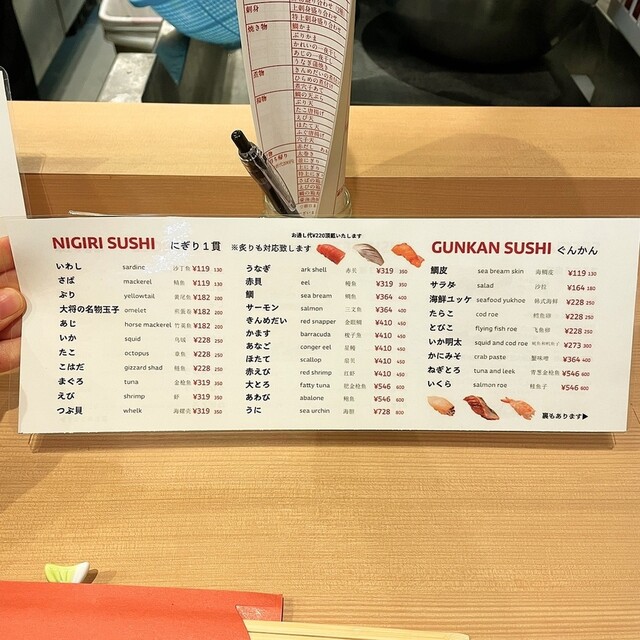 刺身
焼き物
煮物
揚物
お通し代¥220頂戴いたします
NIGIRI SUSHI にぎり1貫 ※炙りも対応致します
いわし sardine 沙丁鱼 ¥119 130
さば mackerel 鲭鱼 ¥119 130
ぶり yellowtail 黄尾鱼 ¥182 200
大将の名物玉子 omelet 煎蛋卷 ¥182 200
あじ horse mackerel 竹荚鱼 ¥182 200
いか squid 乌贼 ¥228 250
たこ octopus 章鱼 ¥228 250
こはだ gizzard shad 鲑鱼 ¥228 250
まぐろ tuna 金枪鱼 ¥319 350
えび shrimp 虾 ¥319 350
つぶ貝 whelk 海螺壳 ¥319 350
うなぎ ark shell 赤贝 ¥319 350
赤貝 eel 鳗鱼 ¥319 350
鯛 sea bream 鲷鱼 ¥364 400
サーモン salmon 三文鱼 ¥364 400
きんめだい red snapper 金眼鲷 ¥410 450
かます barracuda 梭子鱼 ¥410 450
あなご conger eel 星鳗 ¥410 450
ほたて scallop 扇贝 ¥410 450
赤えび red shrimp 红虾 ¥410 450
大とろ fatty tuna 肥金枪鱼 ¥546 600
あわび abalone 鲍鱼 ¥546 600
うに sea urchin 海胆 ¥728 800
GUNKAN SUSHI ぐんかん
鯛皮 sea bream skin 海鲷皮 ¥119 130
サラダ salad 沙拉 ¥164 180
海鮮ユッケ seafood yukhoe 韩式海鲜 ¥228 250
たらこ cod roe 鳕鱼卵 ¥228 250
とびこ flying fish roe 飞鱼卵 ¥228 250
いか明太 squid and cod roe ¥273 300
かにみそ crab paste 蟹味噌 ¥364 400
ねぎとろ tuna and leek 青葱金枪鱼 ¥546 600
いくら salmon roe 鲑鱼子 ¥546 600
裏もあります▶